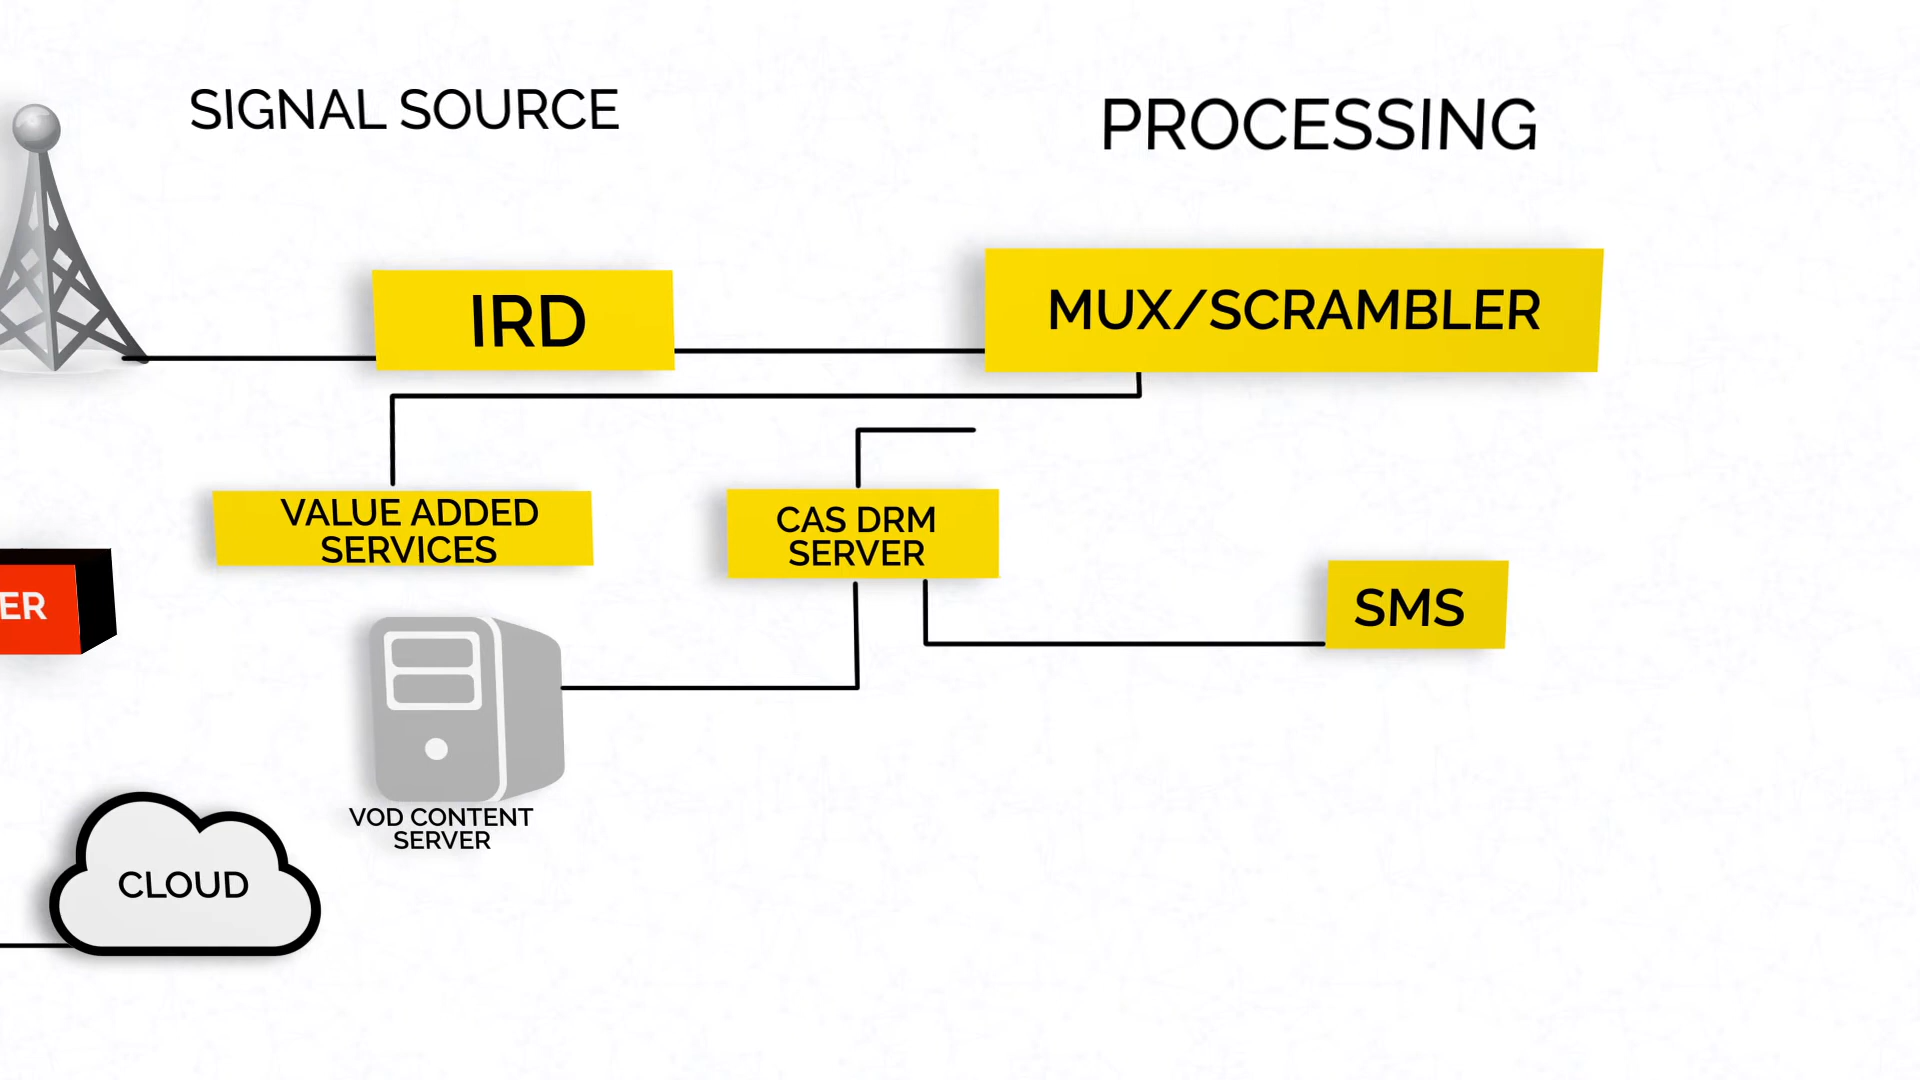 SIGNAL SOURCE
PROCESSING
IRD
MUX/SCRAMBLER
VALUE ADDED
SERVICES
CAS DRM
SERVER
ER
SMS
VOD CONTENT
SERVER
CLOUD